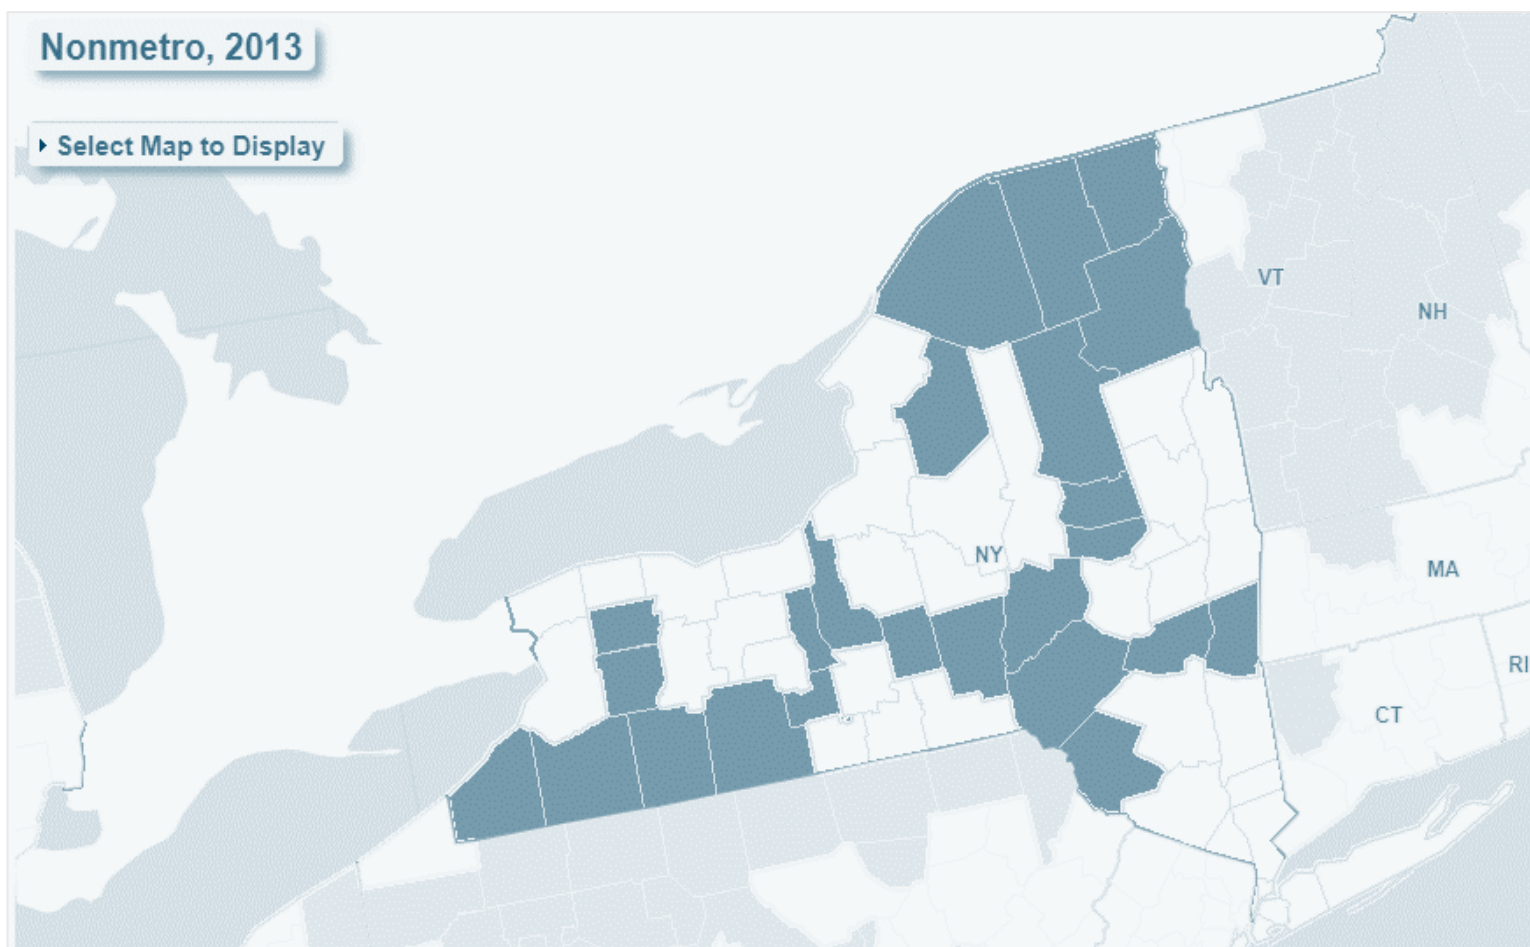 Nonmetro, 2013
Select Map to Display
VT
NH
NY
MA
RI
CT